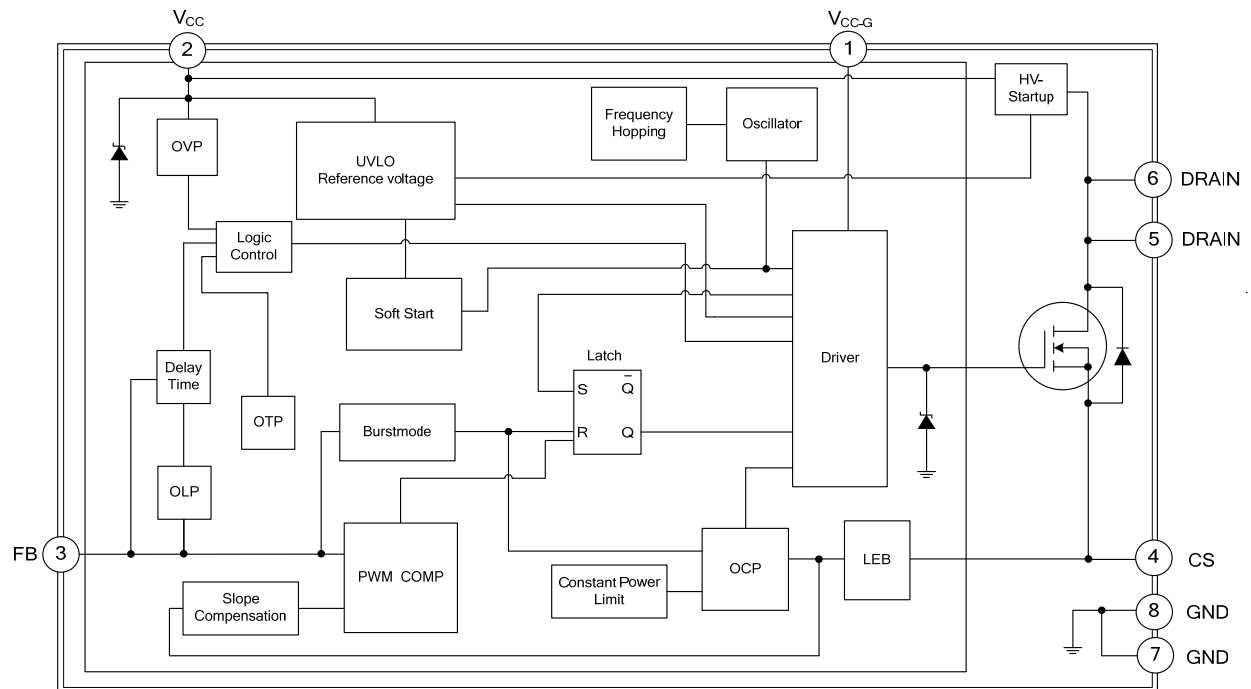 VCC
VCC-G
2
1
HV-
Startup
Frequency
Hopping
Oscillator
OVP
UVLO
Reference voltage
6
DRAIN
5
DRAIN
Logic
Control
Soft Start
Latch
Driver
Delay
Time
S
Q̅
OTP
Burstmode
R
Q
OLP
FB
3
PWM COMP
OCP
LEB
4
CS
Constant Power
Limit
Slope
Compensation
8
GND
7
GND